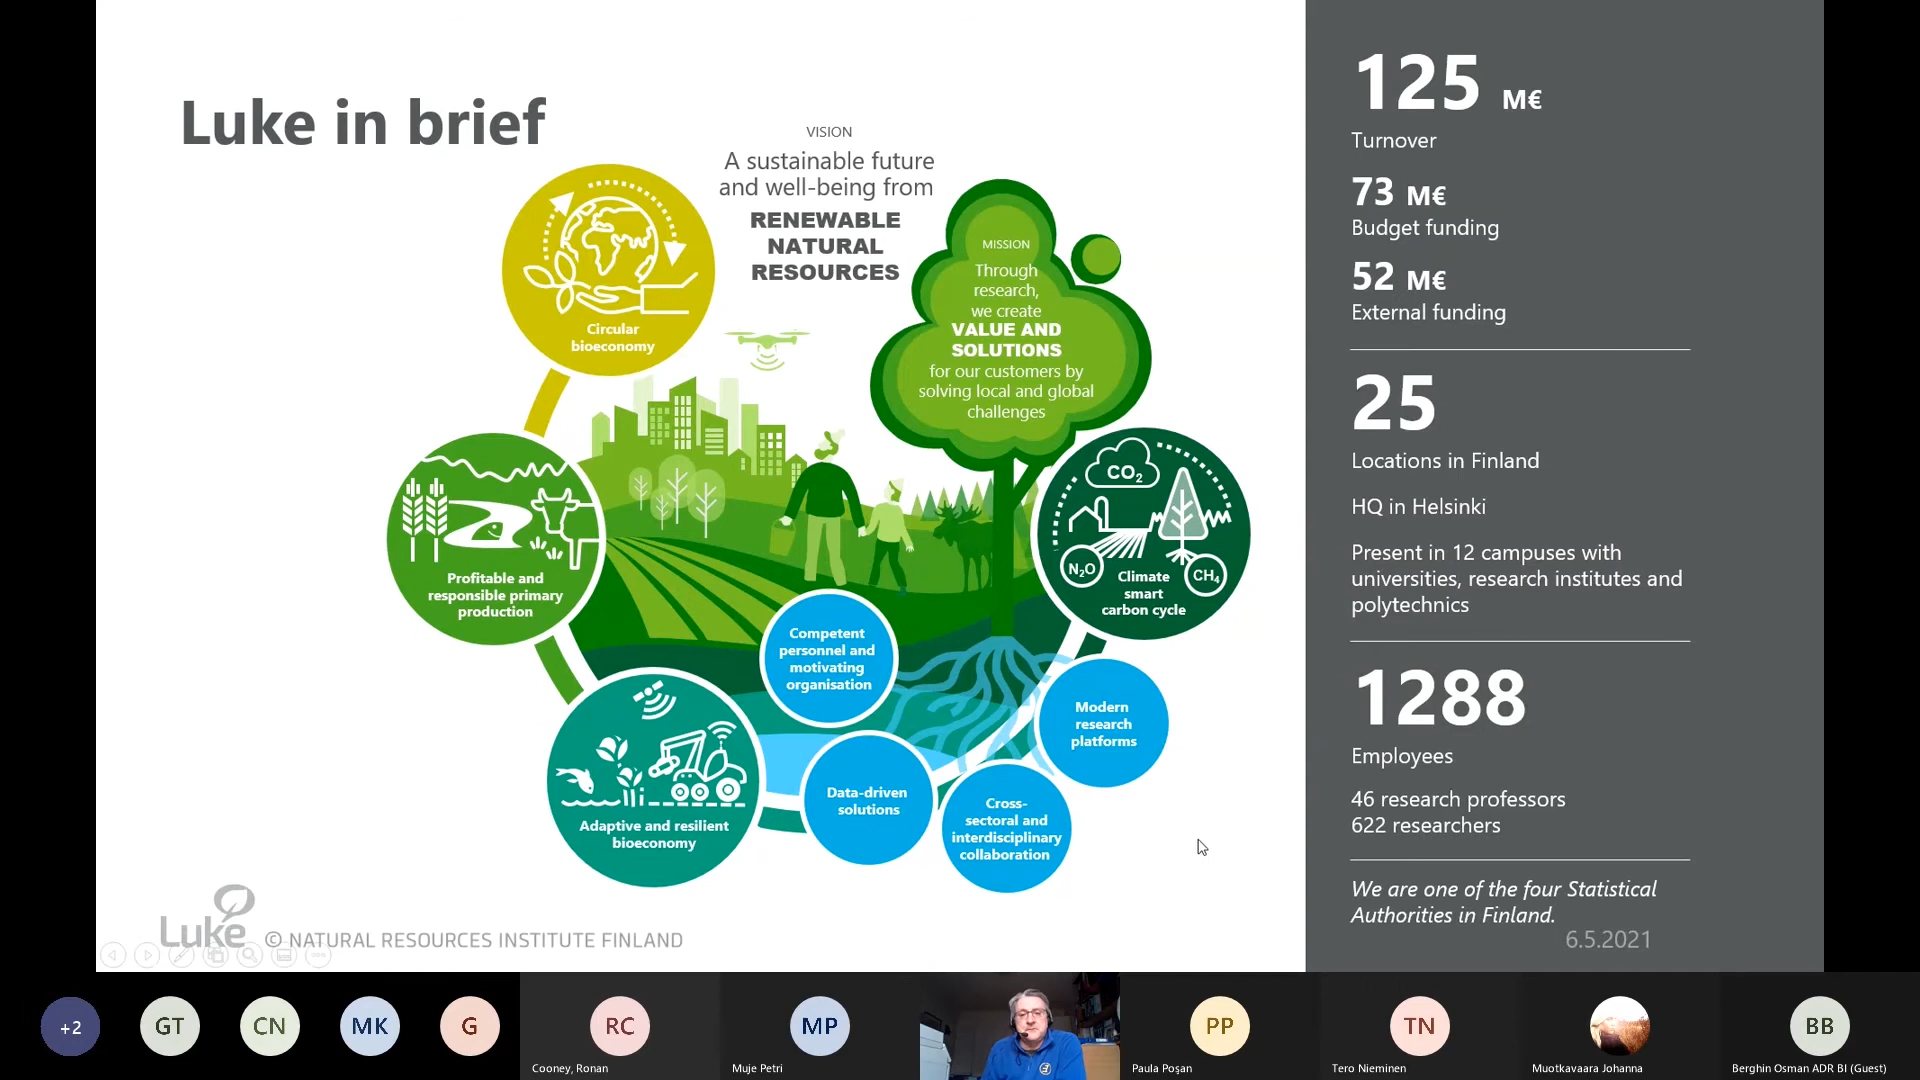 Luke in brief
VISION
A sustainable future
and well-being from
RENEWABLE
NATURAL
RESOURCES
MISSION
Through
research,
we create
VALUE AND
SOLUTIONS
for our customers by
solving local and global
challenges
Circular
bioeconomy
Profitable and
responsible primary
production
CO2
N2O
CH4
Climate
smart
carbon cycle
Competent
personnel and
motivating
organisation
Modern
research
platforms
Data-driven
solutions
Cross-
sectoral and
interdisciplinary
collaboration
Adaptive and resilient
bioeconomy
Luke
© NATURAL RESOURCES INSTITUTE FINLAND
125 M€
Turnover
73 M€
Budget funding
52 M€
External funding
25
Locations in Finland
HQ in Helsinki
Present in 12 campuses with
universities, research institutes and
polytechnics
1288
Employees
46 research professors
622 researchers
We are one of the four Statistical
Authorities in Finland.
6.5.2021
+2
GT
CN
MK
G
RC
Cooney, Ronan
MP
Muje Petri
PP
Paula Poşan
TN
Tero Nieminen
Muotkavaara Johanna
BB
Berghin Osman ADR BI (Guest)